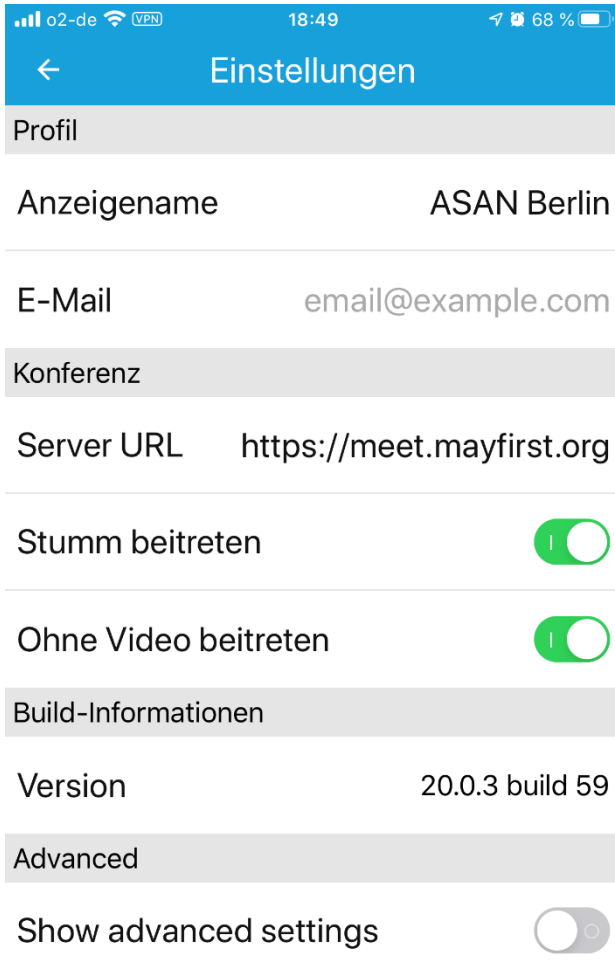 o2-de VPN 18:49 68 %
Einstellungen
Profil
Anzeigename ASAN Berlin
E-Mail email@example.com
Konferenz
Server URL https://meet.mayfirst.org
Stumm beitreten
Ohne Video beitreten
Build-Informationen
Version 20.0.3 build 59
Advanced
Show advanced settings